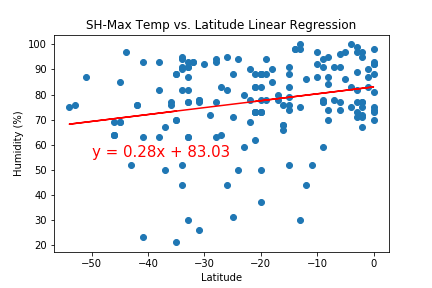 SH-Max Temp vs. Latitude Linear Regression
Humidity (%)
100
90
80
70
60
50
40
30
20
y = 0.28x + 83.03
−50 −40 −30 −20 −10 0
Latitude